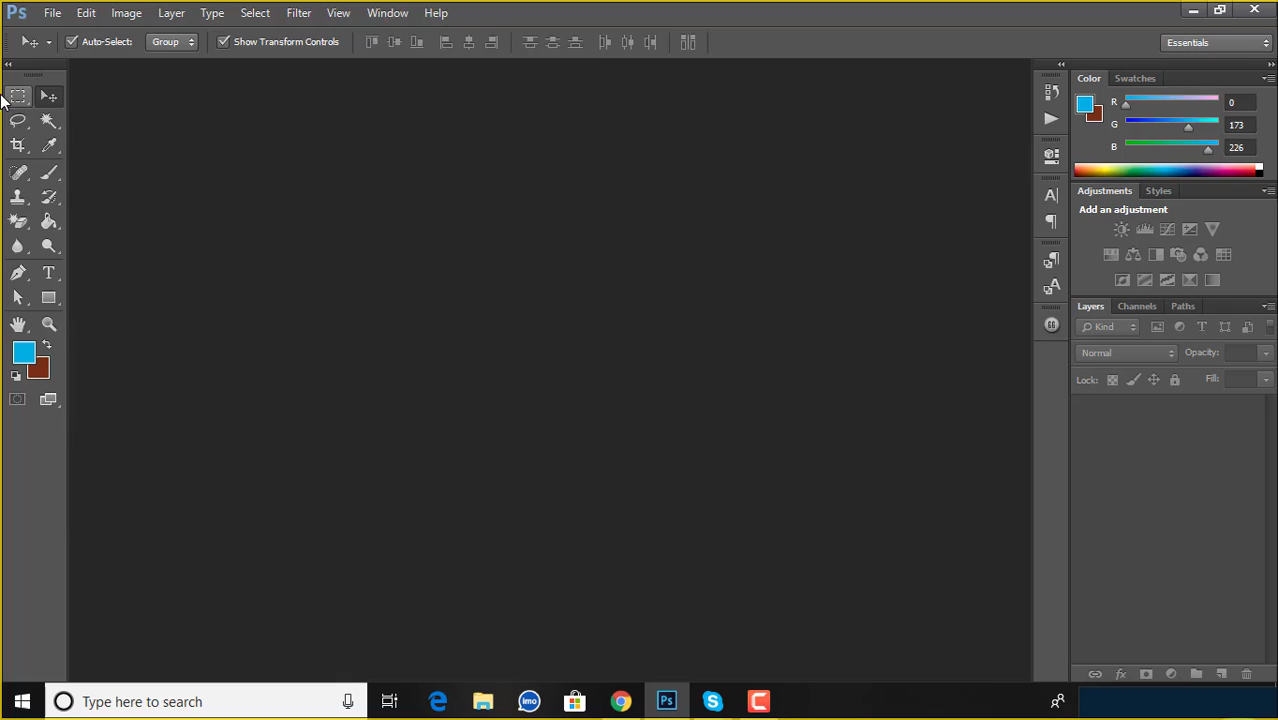 Ps File Edit Image Layer Type Select Filter View Window Help
Auto-Select: Group Show Transform Controls Essentials
Color Swatches
R 0
G 173
B 226
Adjustments Styles
Add an adjustment
Layers Channels Paths
Kind
Normal Opacity:
Lock: Fill:
Type here to search imo Ps